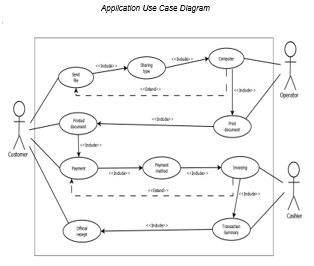 Application Use Case Diagram
Sharing type
<<Include>>
Computer
<<Include>>
Send file
<<Extend>>
<<Include>>
Operator
Printed document
<<Include>>
Print document
Customer
<<Include>>
Payment
<<Include>>
Payment method
<<Include>>
Invoicing
<<Extend>>
<<Include>>
Cashier
Official receipt
<<Include>>
Transaction Summary